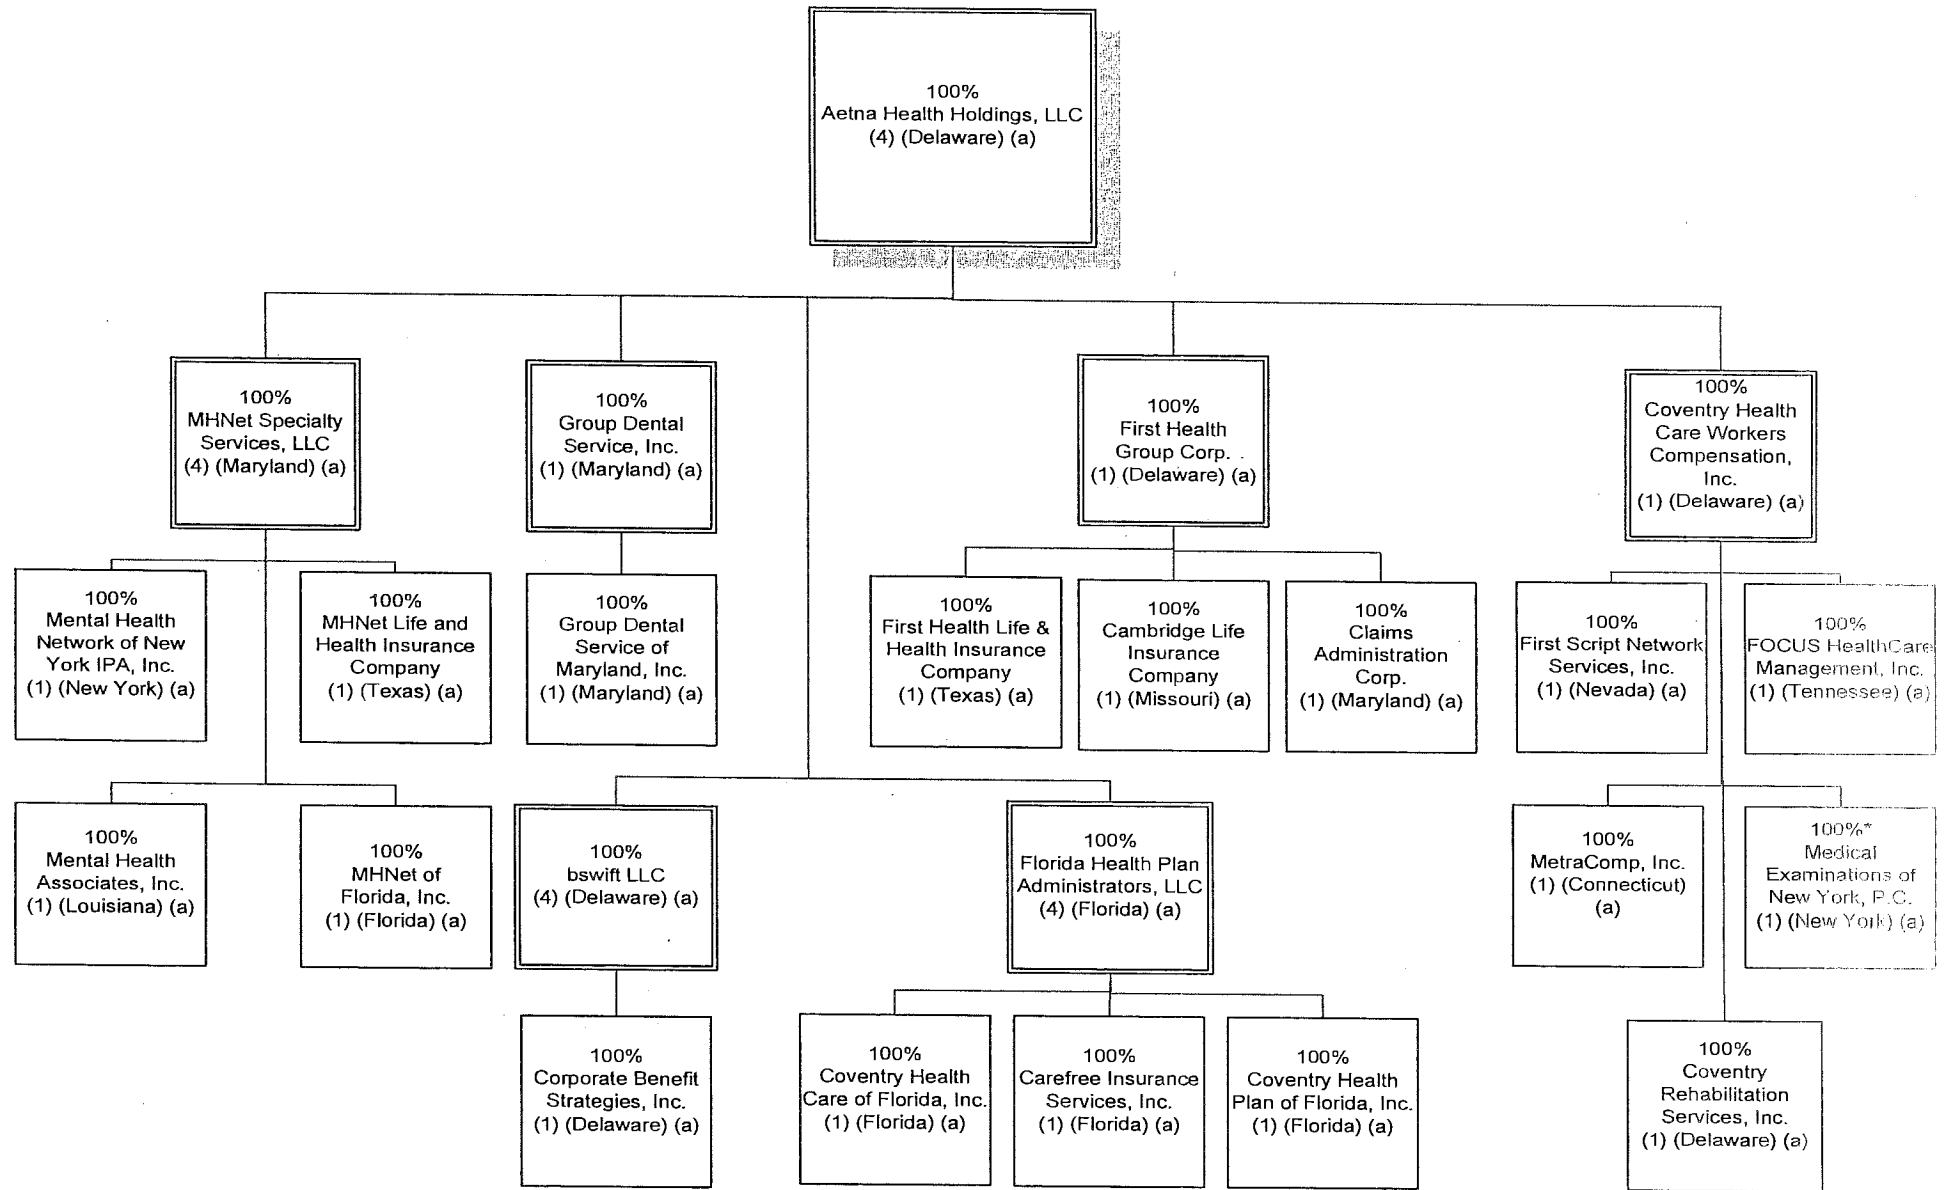 100%
Aetna Health Holdings, LLC
(4) (Delaware) (a)
100%
MHNet Specialty
Services, LLC
(4) (Maryland) (a)
100%
Group Dental
Service, Inc.
(1) (Maryland) (a)
100%
First Health
Group Corp.
(1) (Delaware) (a)
100%
Coventry Health
Care Workers
Compensation,
Inc.
(1) (Delaware) (a)
100%
Mental Health
Network of New
York IPA, Inc.
(1) (New York) (a)
100%
MHNet Life and
Health Insurance
Company
(1) (Texas) (a)
100%
Group Dental
Service of
Maryland, Inc.
(1) (Maryland) (a)
100%
First Health Life &
Health Insurance
Company
(1) (Texas) (a)
100%
Cambridge Life
Insurance
Company
(1) (Missouri) (a)
100%
Claims
Administration
Corp.
(1) (Maryland) (a)
100%
First Script Network
Services, Inc.
(1) (Nevada) (a)
100%
FOCUS HealthCare
Management, Inc.
(1) (Tennessee) (a)
100%
Mental Health
Associates, Inc.
(1) (Louisiana) (a)
100%
MHNet of
Florida, Inc.
(1) (Florida) (a)
100%
bswift LLC
(4) (Delaware) (a)
100%
Florida Health Plan
Administrators, LLC
(4) (Florida) (a)
100%
MetraComp, Inc.
(1) (Connecticut)
(a)
100%*
Medical
Examinations of
New York, P.C.
(1) (New York) (a)
100%
Corporate Benefit
Strategies, Inc.
(1) (Delaware) (a)
100%
Coventry Health
Care of Florida, Inc.
(1) (Florida) (a)
100%
Carefree Insurance
Services, Inc.
(1) (Florida) (a)
100%
Coventry Health
Plan of Florida, Inc.
(1) (Florida) (a)
100%
Coventry
Rehabilitation
Services, Inc.
(1) (Delaware) (a)